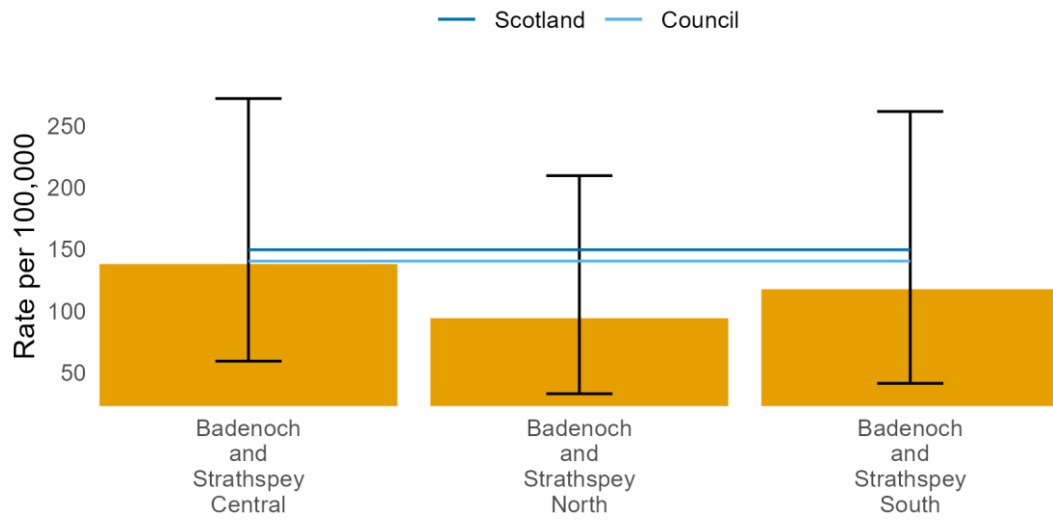 Scotland Council
Rate per 100,000
250
200
150
100
50
Badenoch
and
Strathspey
Central
Badenoch
and
Strathspey
North
Badenoch
and
Strathspey
South